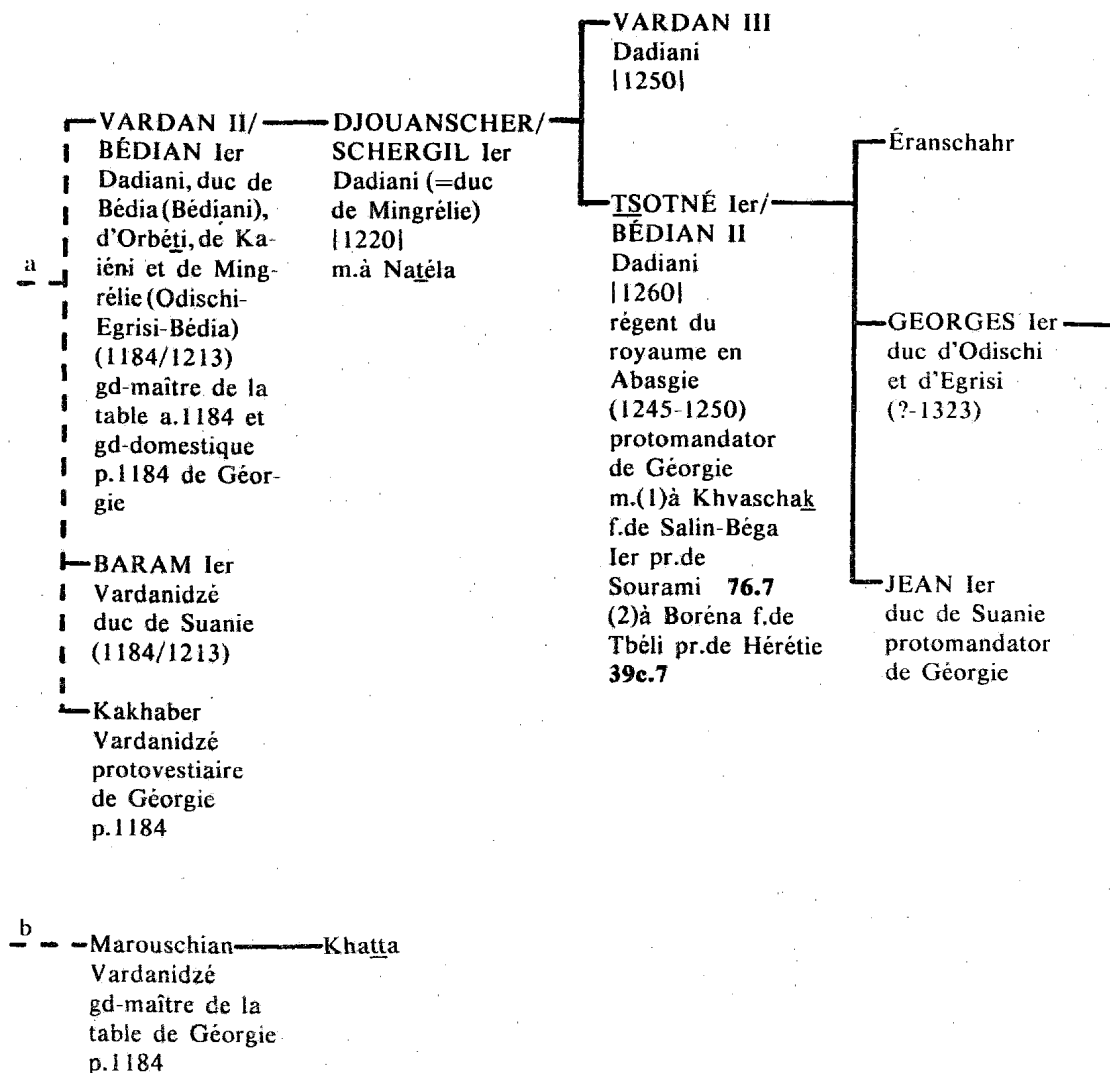 a
VARDAN II/
BÉDIAN Ier
Dadiani, duc de
Bédia (Bédiani),
d'Orbéti, de Ka-
iéni et de Ming-
rélie (Odischi-
Egrisi-Bédia)
(1184/1213)
gd-maître de la
table a.1184 et
gd-domestique
p.1184 de Géor-
gie
BARAM Ier
Vardanidzé
duc de Suanie
(1184/1213)
Kakhaber
Vardanidzé
protovestiaire
de Géorgie
p.1184
DJOUANSCHER/
SCHERGIL Ier
Dadiani (=duc
de Mingrélie)
|1220|
m.à Natéla
VARDAN III
Dadiani
|1250|
TSOTNÉ Ier/
BÉDIAN II
Dadiani
|1260|
régent du
royaume en
Abasgie
(1245-1250)
protomandator
de Géorgie
m.(1)à Khvaschak
f.de Salin-Béga
Ier pr.de
Sourami 76.7
(2)à Boréna f.de
Tbéli pr.de Hérétie
39c.7
Éranschahr
GEORGES Ier
duc d'Odischi
et d'Egrisi
(?-1323)
JEAN Ier
duc de Suanie
protomandator
de Géorgie
b
Marouschian
Vardanidzé
gd-maître de la
table de Géorgie
p.1184
Khatta